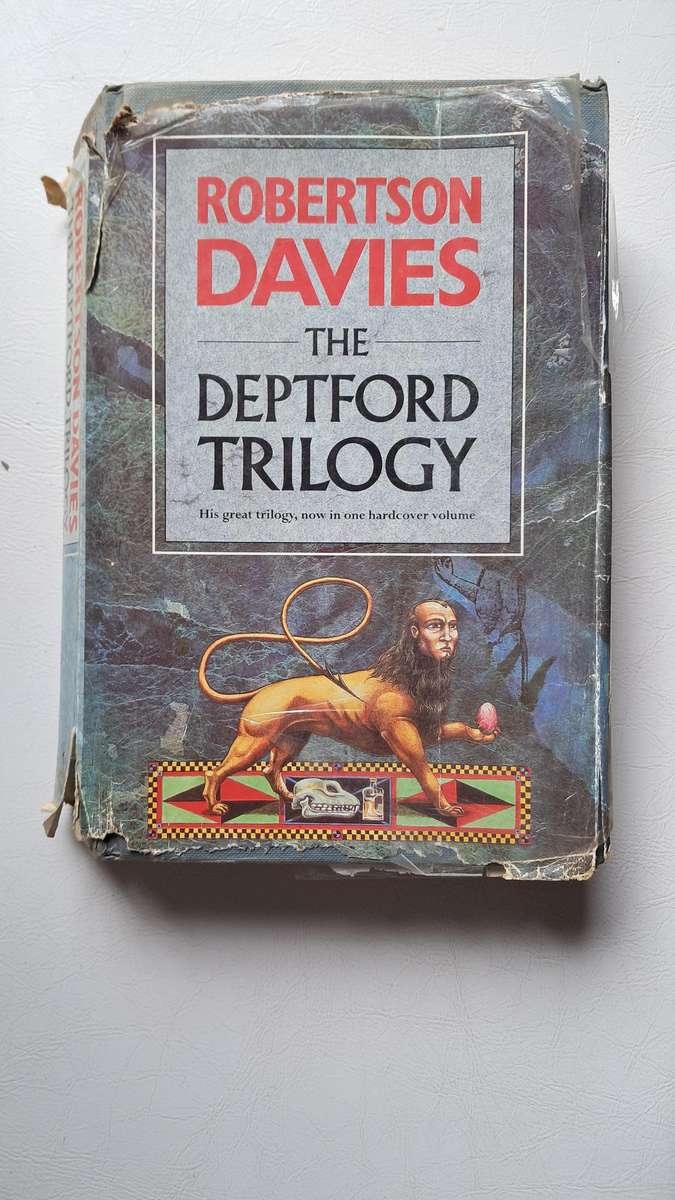 ROBERTSON
DAVIES
THE
DEPTFORD
TRILOGY
His great trilogy, now in one hardcover volume
ROBERTSON DAVIES